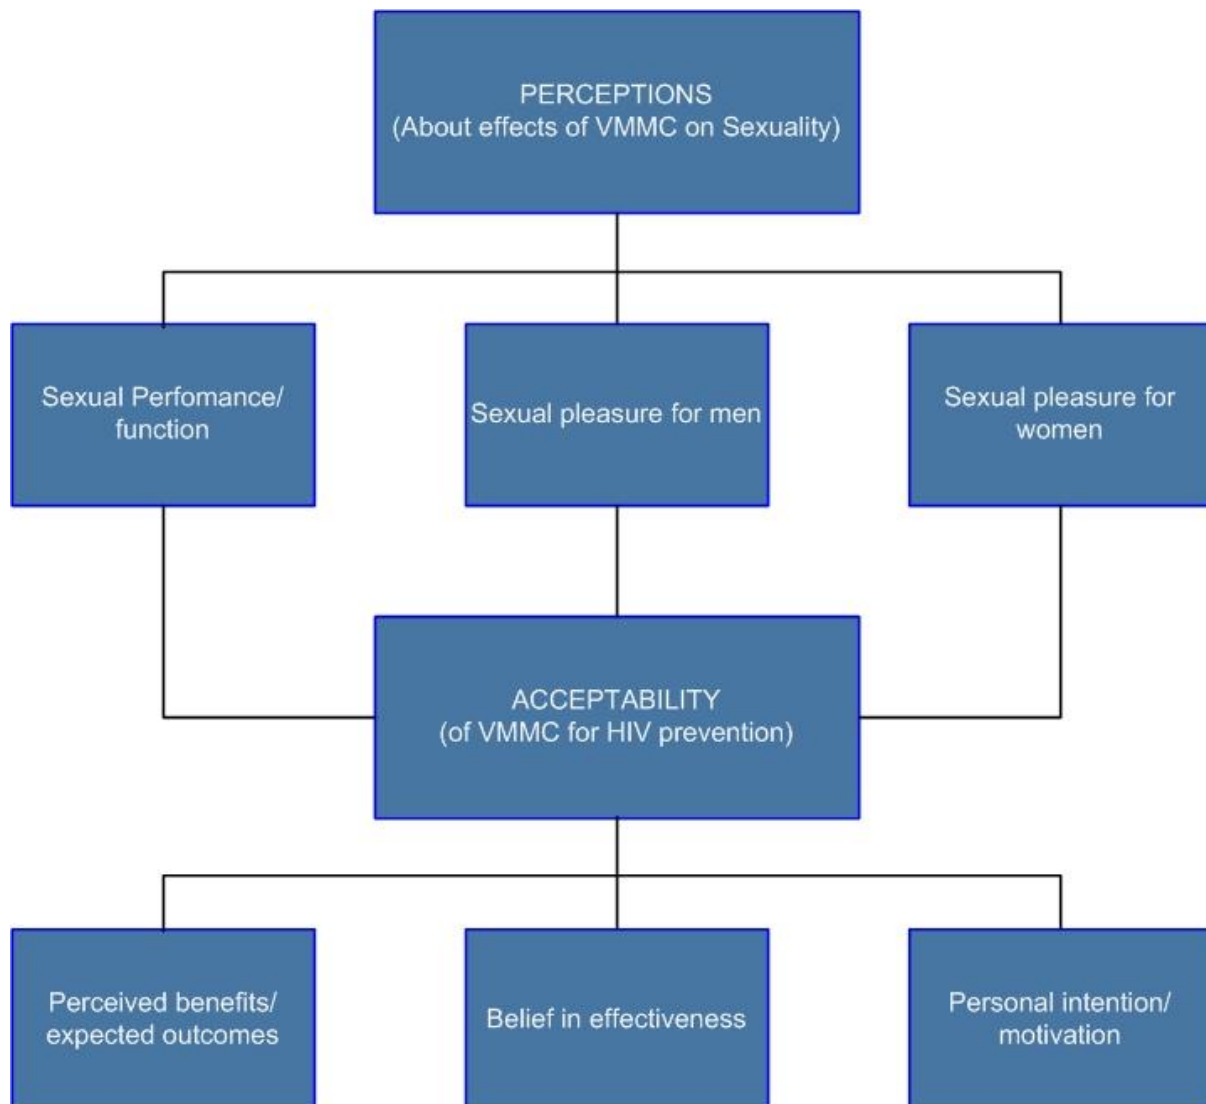 PERCEPTIONS
(About effects of VMMC on Sexuality)
Sexual Perfomance/
function
Sexual pleasure for men
Sexual pleasure for
women
ACCEPTABILITY
(of VMMC for HIV prevention)
Perceived benefits/
expected outcomes
Belief in effectiveness
Personal intention/
motivation